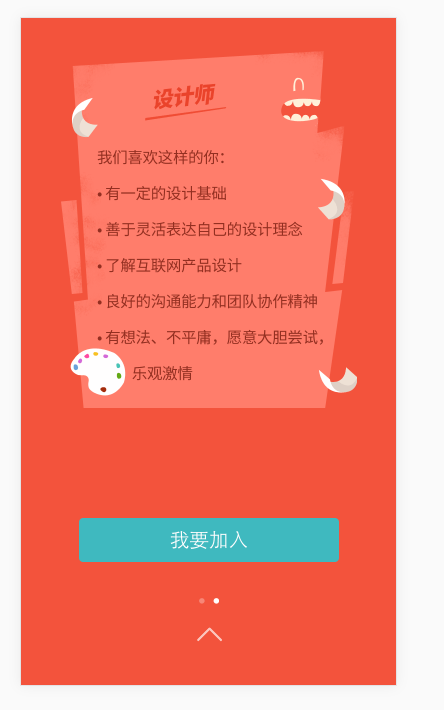 设计师
我们喜欢这样的你：
• 有一定的设计基础
• 善于灵活表达自己的设计理念
• 了解互联网产品设计
• 良好的沟通能力和团队协作精神
• 有想法、不平庸，愿意大胆尝试，
乐观激情
我要加入